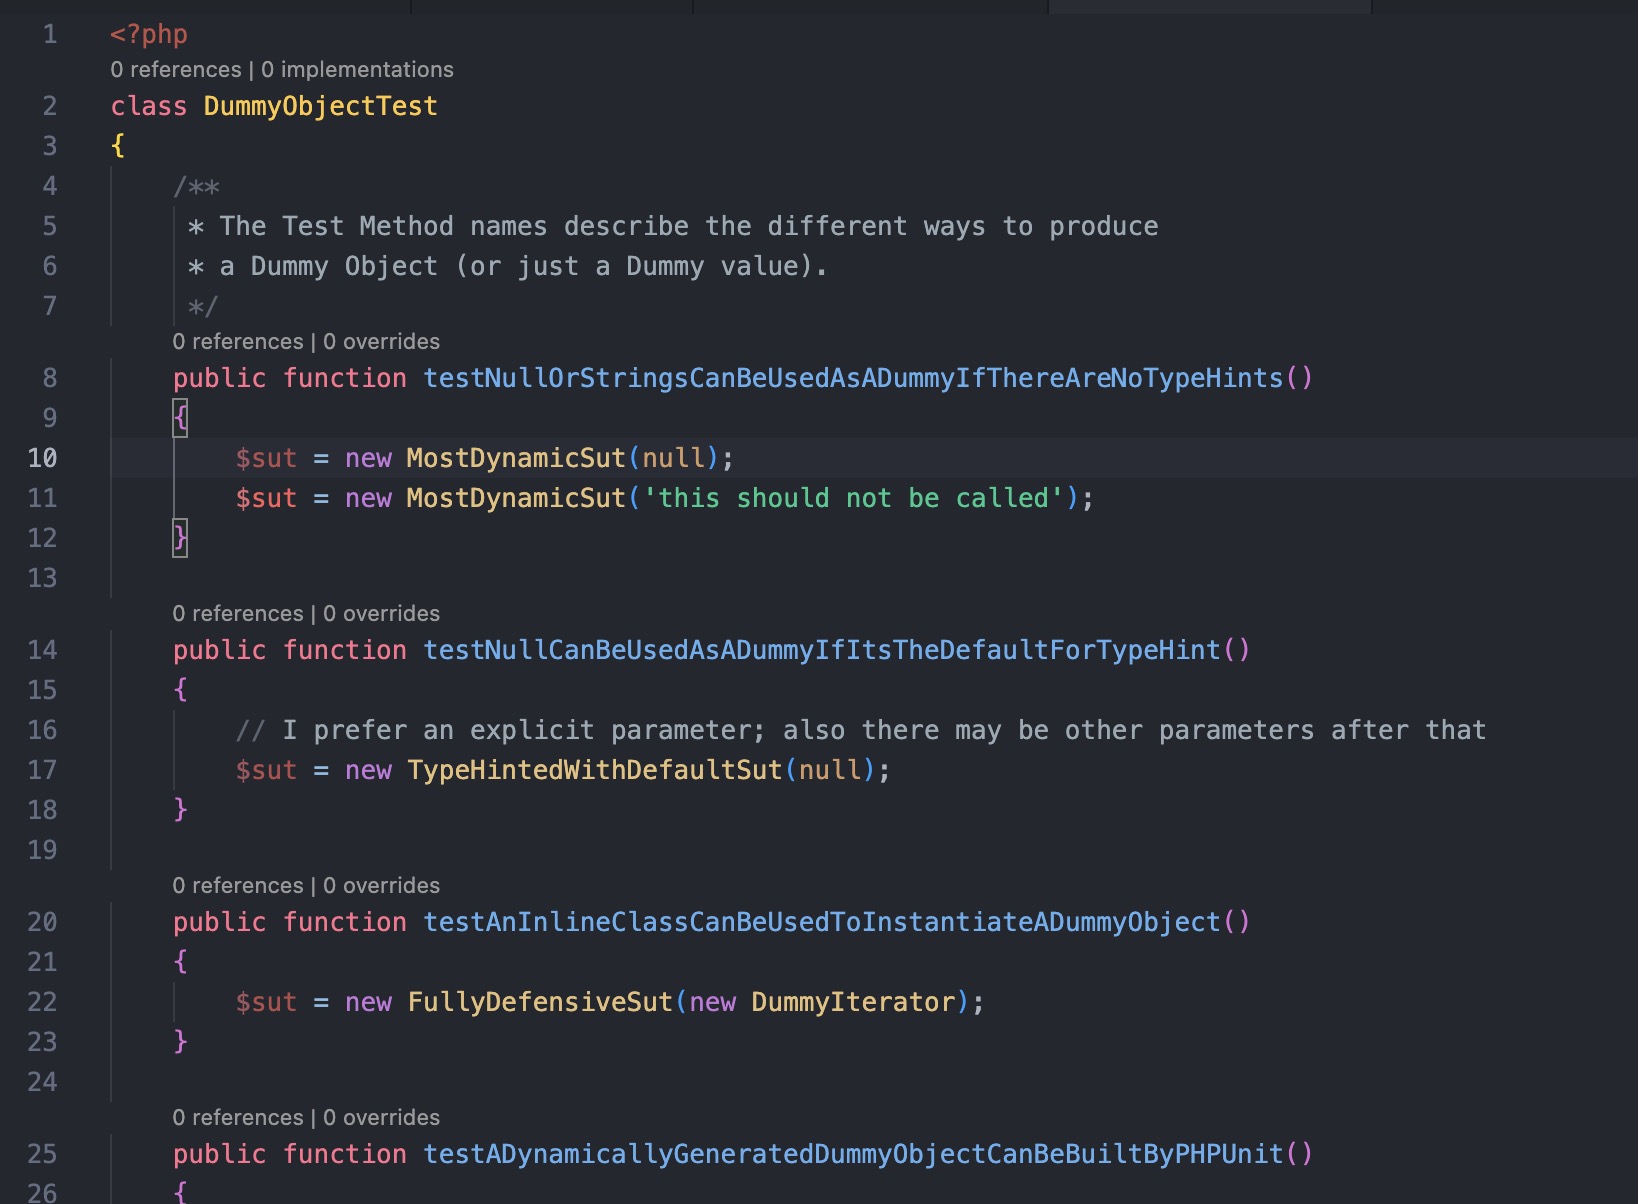 1 <?php
0 references | 0 implementations
2 class DummyObjectTest
3 {
4 /**
5 * The Test Method names describe the different ways to produce
6 * a Dummy Object (or just a Dummy value).
7 */
0 references | 0 overrides
8 public function testNullOrStringsCanBeUsedAsADummyIfThereAreNoTypeHints()
9 {
10 $sut = new MostDynamicSut(null);
11 $sut = new MostDynamicSut('this should not be called');
12 }
13
0 references | 0 overrides
14 public function testNullCanBeUsedAsADummyIfItsTheDefaultForTypeHint()
15 {
16 // I prefer an explicit parameter; also there may be other parameters after that
17 $sut = new TypeHintedWithDefaultSut(null);
18 }
19
0 references | 0 overrides
20 public function testAnInlineClassCanBeUsedToInstantiateADummyObject()
21 {
22 $sut = new FullyDefensiveSut(new DummyIterator);
23 }
24
0 references | 0 overrides
25 public function testADynamicallyGeneratedDummyObjectCanBeBuiltByPHPUnit()
26 {